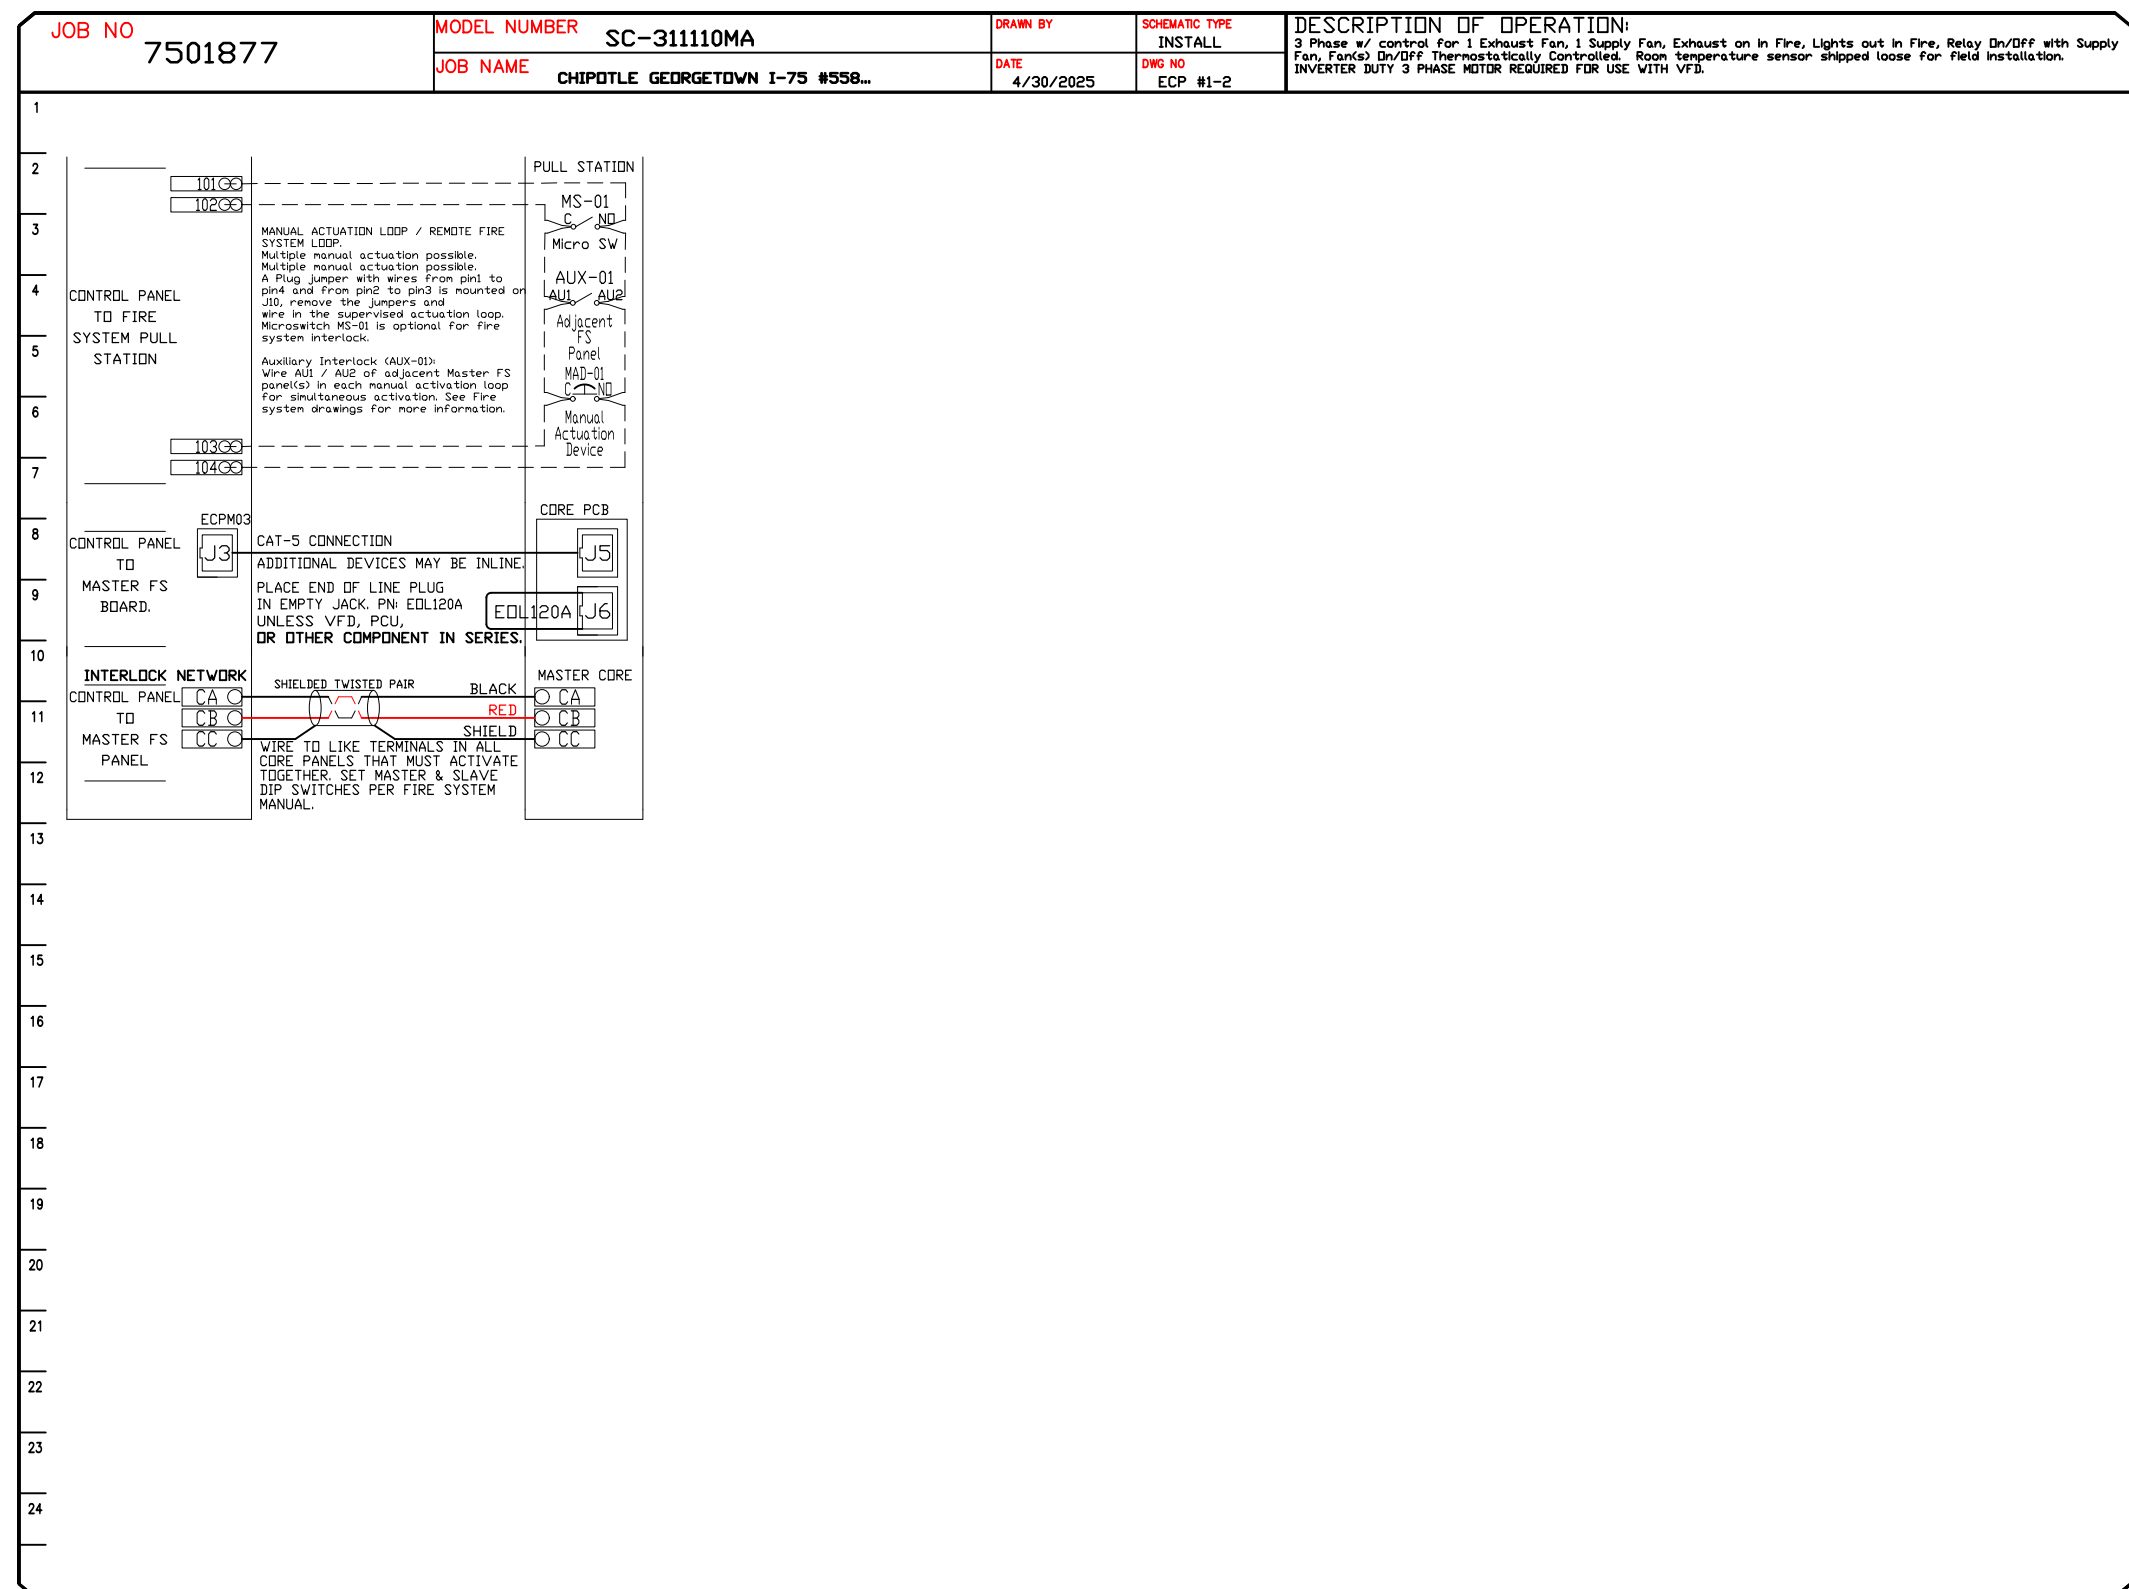 JOB NO
7501877
MODEL NUMBER
SC-311110MA
JOB NAME
CHIPOTLE GEORGETOWN I-75 #558...
DRAWN BY
SCHEMATIC TYPE
INSTALL
DATE
4/30/2025
DWG NO
ECP #1-2
DESCRIPTION OF OPERATION:
3 Phase w/ control for 1 Exhaust Fan, 1 Supply Fan, Exhaust on in Fire, Lights out in Fire, Relay On/Off with Supply
Fan, Fan(s) On/Off Thermostatically Controlled. Room temperature sensor shipped loose for field installation.
INVERTER DUTY 3 PHASE MOTOR REQUIRED FOR USE WITH VFD.
1
2
3
4
5
6
7
8
9
10
11
12
13
14
15
16
17
18
19
20
21
22
23
24
CONTROL PANEL
TO FIRE
SYSTEM PULL
STATION
101
102
103
104
MANUAL ACTUATION LOOP / REMOTE FIRE
SYSTEM LOOP.
Multiple manual actuation possible.
Multiple manual actuation possible.
A Plug jumper with wires from pin1 to
pin4 and from pin2 to pin3 is mounted on
J10, remove the jumpers and
wire in the supervised actuation loop.
Microswitch MS-01 is optional for fire
system interlock.
Auxiliary Interlock (AUX-01):
Wire AU1 / AU2 of adjacent Master FS
panel(s) in each manual activation loop
for simultaneous activation. See Fire
system drawings for more information.
PULL STATION
MS-01
C NO
Micro SW
AUX-01
AU1 AU2
Adjacent
FS
Panel
MAD-01
C NO
Manual
Actuation
Device
CONTROL PANEL
TO
MASTER FS
BOARD.
ECPM03
J3
CAT-5 CONNECTION
ADDITIONAL DEVICES MAY BE INLINE.
PLACE END OF LINE PLUG
IN EMPTY JACK. PN: EOL120A
UNLESS VFD, PCU,
OR OTHER COMPONENT IN SERIES.
CORE PCB
J5
EOL120A
J6
INTERLOCK NETWORK
CONTROL PANEL
TO
MASTER FS
PANEL
CA
CB
CC
SHIELDED TWISTED PAIR
BLACK
RED
SHIELD
WIRE TO LIKE TERMINALS IN ALL
CORE PANELS THAT MUST ACTIVATE
TOGETHER. SET MASTER & SLAVE
DIP SWITCHES PER FIRE SYSTEM
MANUAL.
MASTER CORE
CA
CB
CC